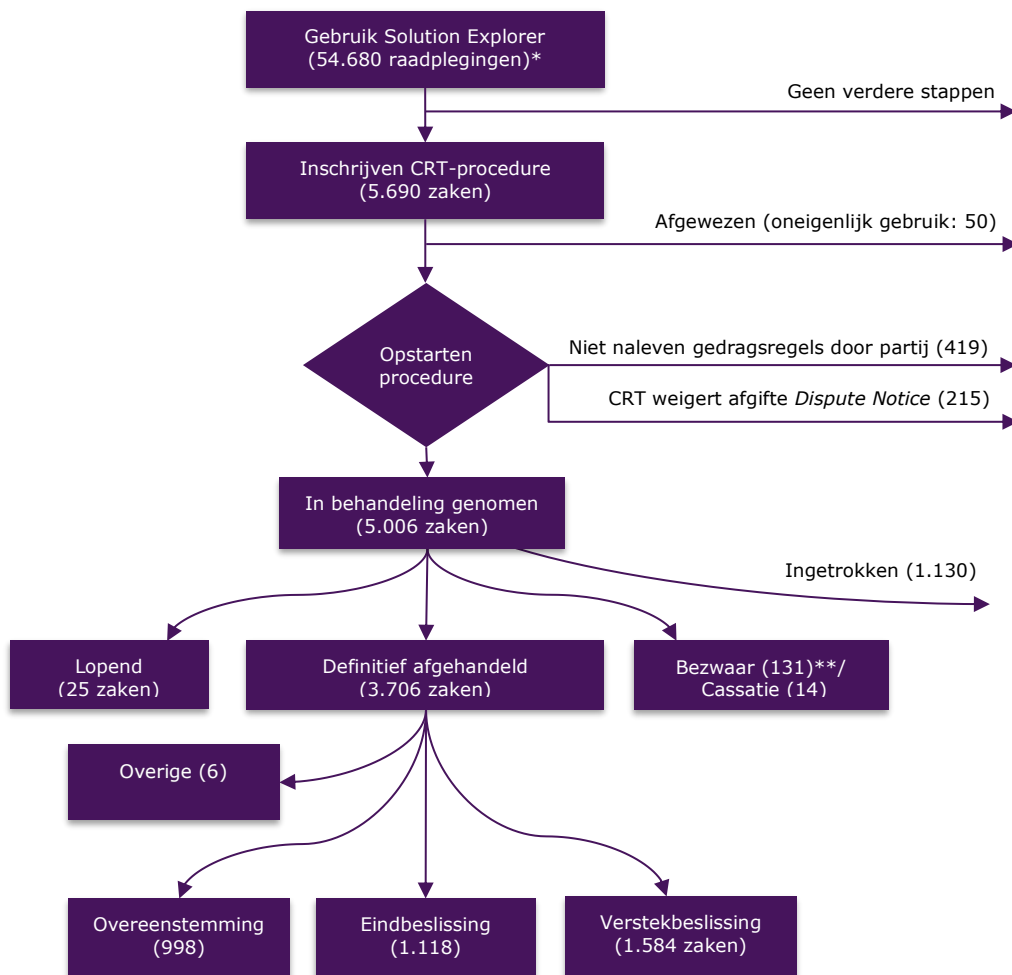 Gebruik Solution Explorer
(54.680 raadplegingen)*
Geen verdere stappen
Inschrijven CRT-procedure
(5.690 zaken)
Afgewezen (oneigenlijk gebruik: 50)
Opstarten
procedure
Niet naleven gedragsregels door partij (419)
CRT weigert afgifte Dispute Notice (215)
In behandeling genomen
(5.006 zaken)
Ingetrokken (1.130)
Lopend
(25 zaken)
Definitief afgehandeld
(3.706 zaken)
Bezwaar (131)**/
Cassatie (14)
Overige (6)
Overeenstemming
(998)
Eindbeslissing
(1.118)
Verstekbeslissing
(1.584 zaken)